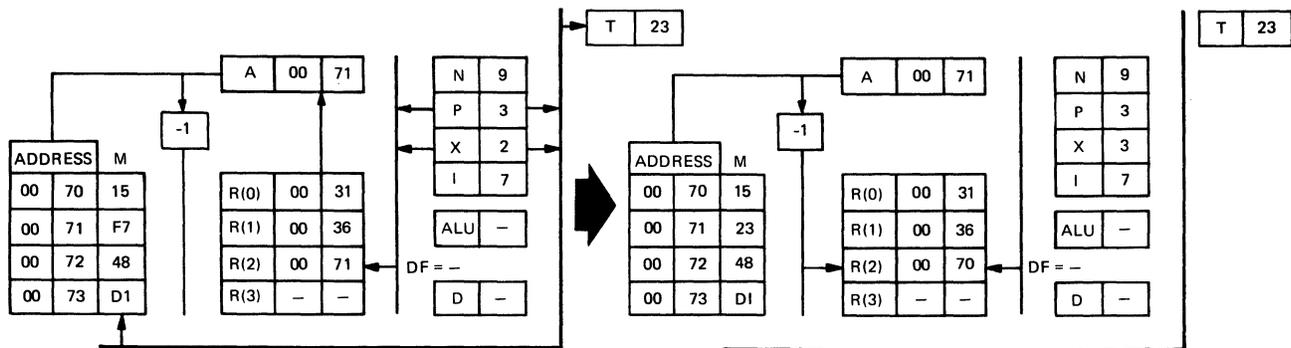 T 23
A 00 71
-1
ADDRESS M
00 70 15
00 71 F7
00 72 48
00 73 D1
R(0) 00 31
R(1) 00 36
R(2) 00 71
R(3) – –
N 9
P 3
X 2
I 7
ALU –
DF = –
D –
T 23
A 00 71
-1
ADDRESS M
00 70 15
00 71 23
00 72 48
00 73 DI
R(0) 00 31
R(1) 00 36
R(2) 00 70
R(3) – –
N 9
P 3
X 3
I 7
ALU –
DF = –
D –